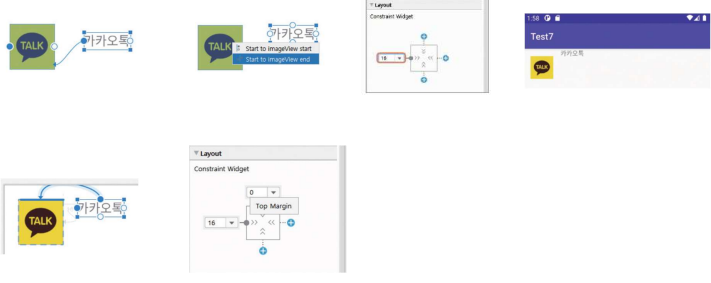 TALK
카카오톡
TALK
카카오톡
Start to imageView start
Start to imageView end
Layout
Constraint Widget
16
1:58
Test7
TALK
카카오톡
TALK
카카오톡
Layout
Constraint Widget
0
Top Margin
16